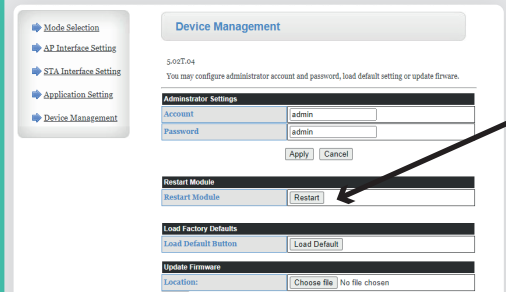 Mode Selection
AP Interface Setting
STA Interface Setting
Application Setting
Device Management
Device Management
5.02T.04
You may configure administrator account and password, load default setting or update firware.
Adminstrator Settings
Account admin
Password admin
Apply Cancel
Restart Module
Restart Module Restart
Load Factory Defaults
Load Default Button Load Default
Update Firmware
Location: Choose file No file chosen